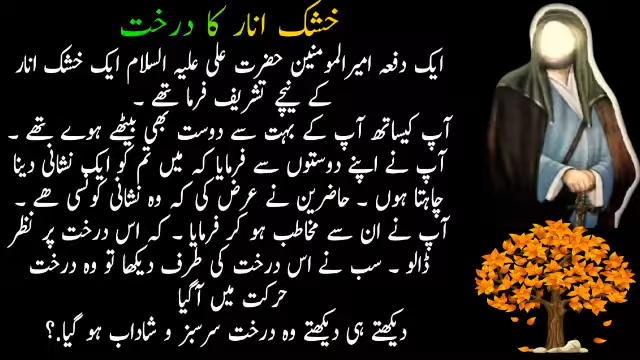 خشک انار کا درخت
ایک دفعہ امیرالمومنین حضرت علی علیہ السلام ایک خشک انار
کے نیچے تشریف فرما تھے ۔
آپ کیساتھ آپ کے بہت سے دوست بھی بیٹھے ہوے تھے ۔
آپ نے اپنے دوستوں سے فرمایا کہ میں تم کو ایک نشانی دینا
چاہتا ہوں ۔ حاضرین نے عرض کی کہ وہ نشانی کونسی ھے ۔
آپ نے ان سے مخاطب ہو کر فرمایا ۔ کہ اس درخت پر نظر
ڈالو ۔ سب نے اس درخت کی طرف دیکھا تو وہ درخت
حرکت میں آگیا
دیکھتے ہی دیکھتے وہ درخت سرسبز و شاداب ہو گیا.؟